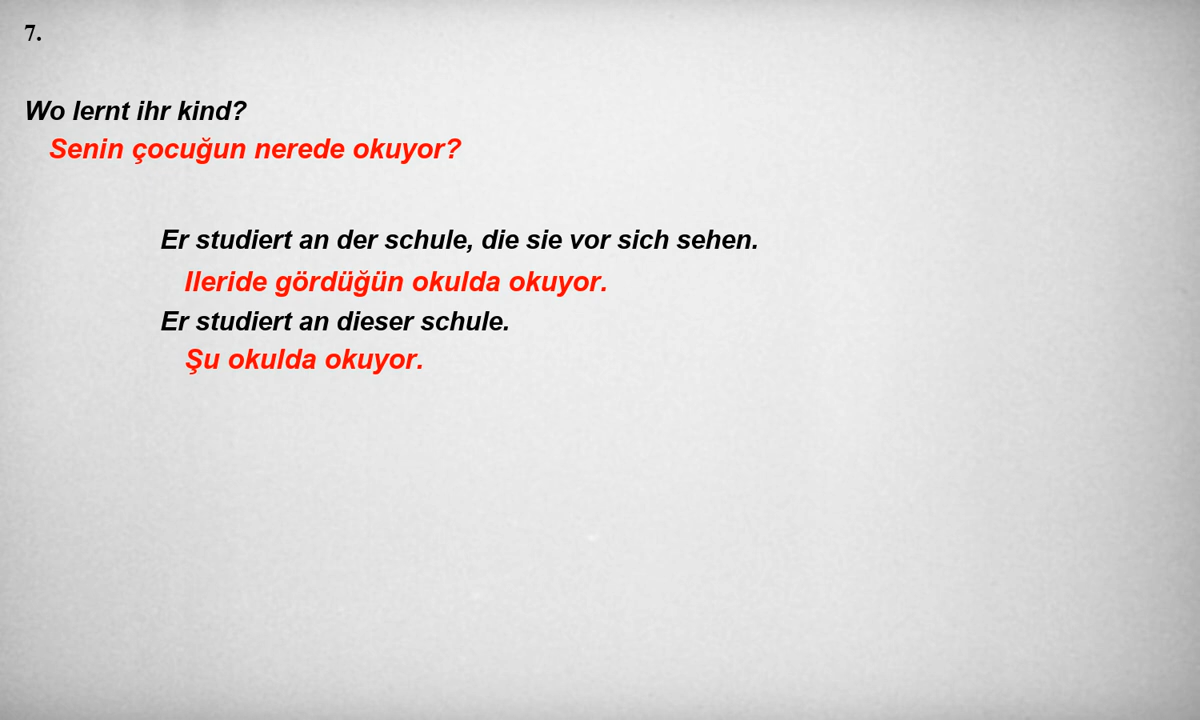 7.
Wo lernt ihr kind?
Senin çocuğun nerede okuyor?
Er studiert an der schule, die sie vor sich sehen.
Ileride gördüğün okulda okuyor.
Er studiert an dieser schule.
Şu okulda okuyor.